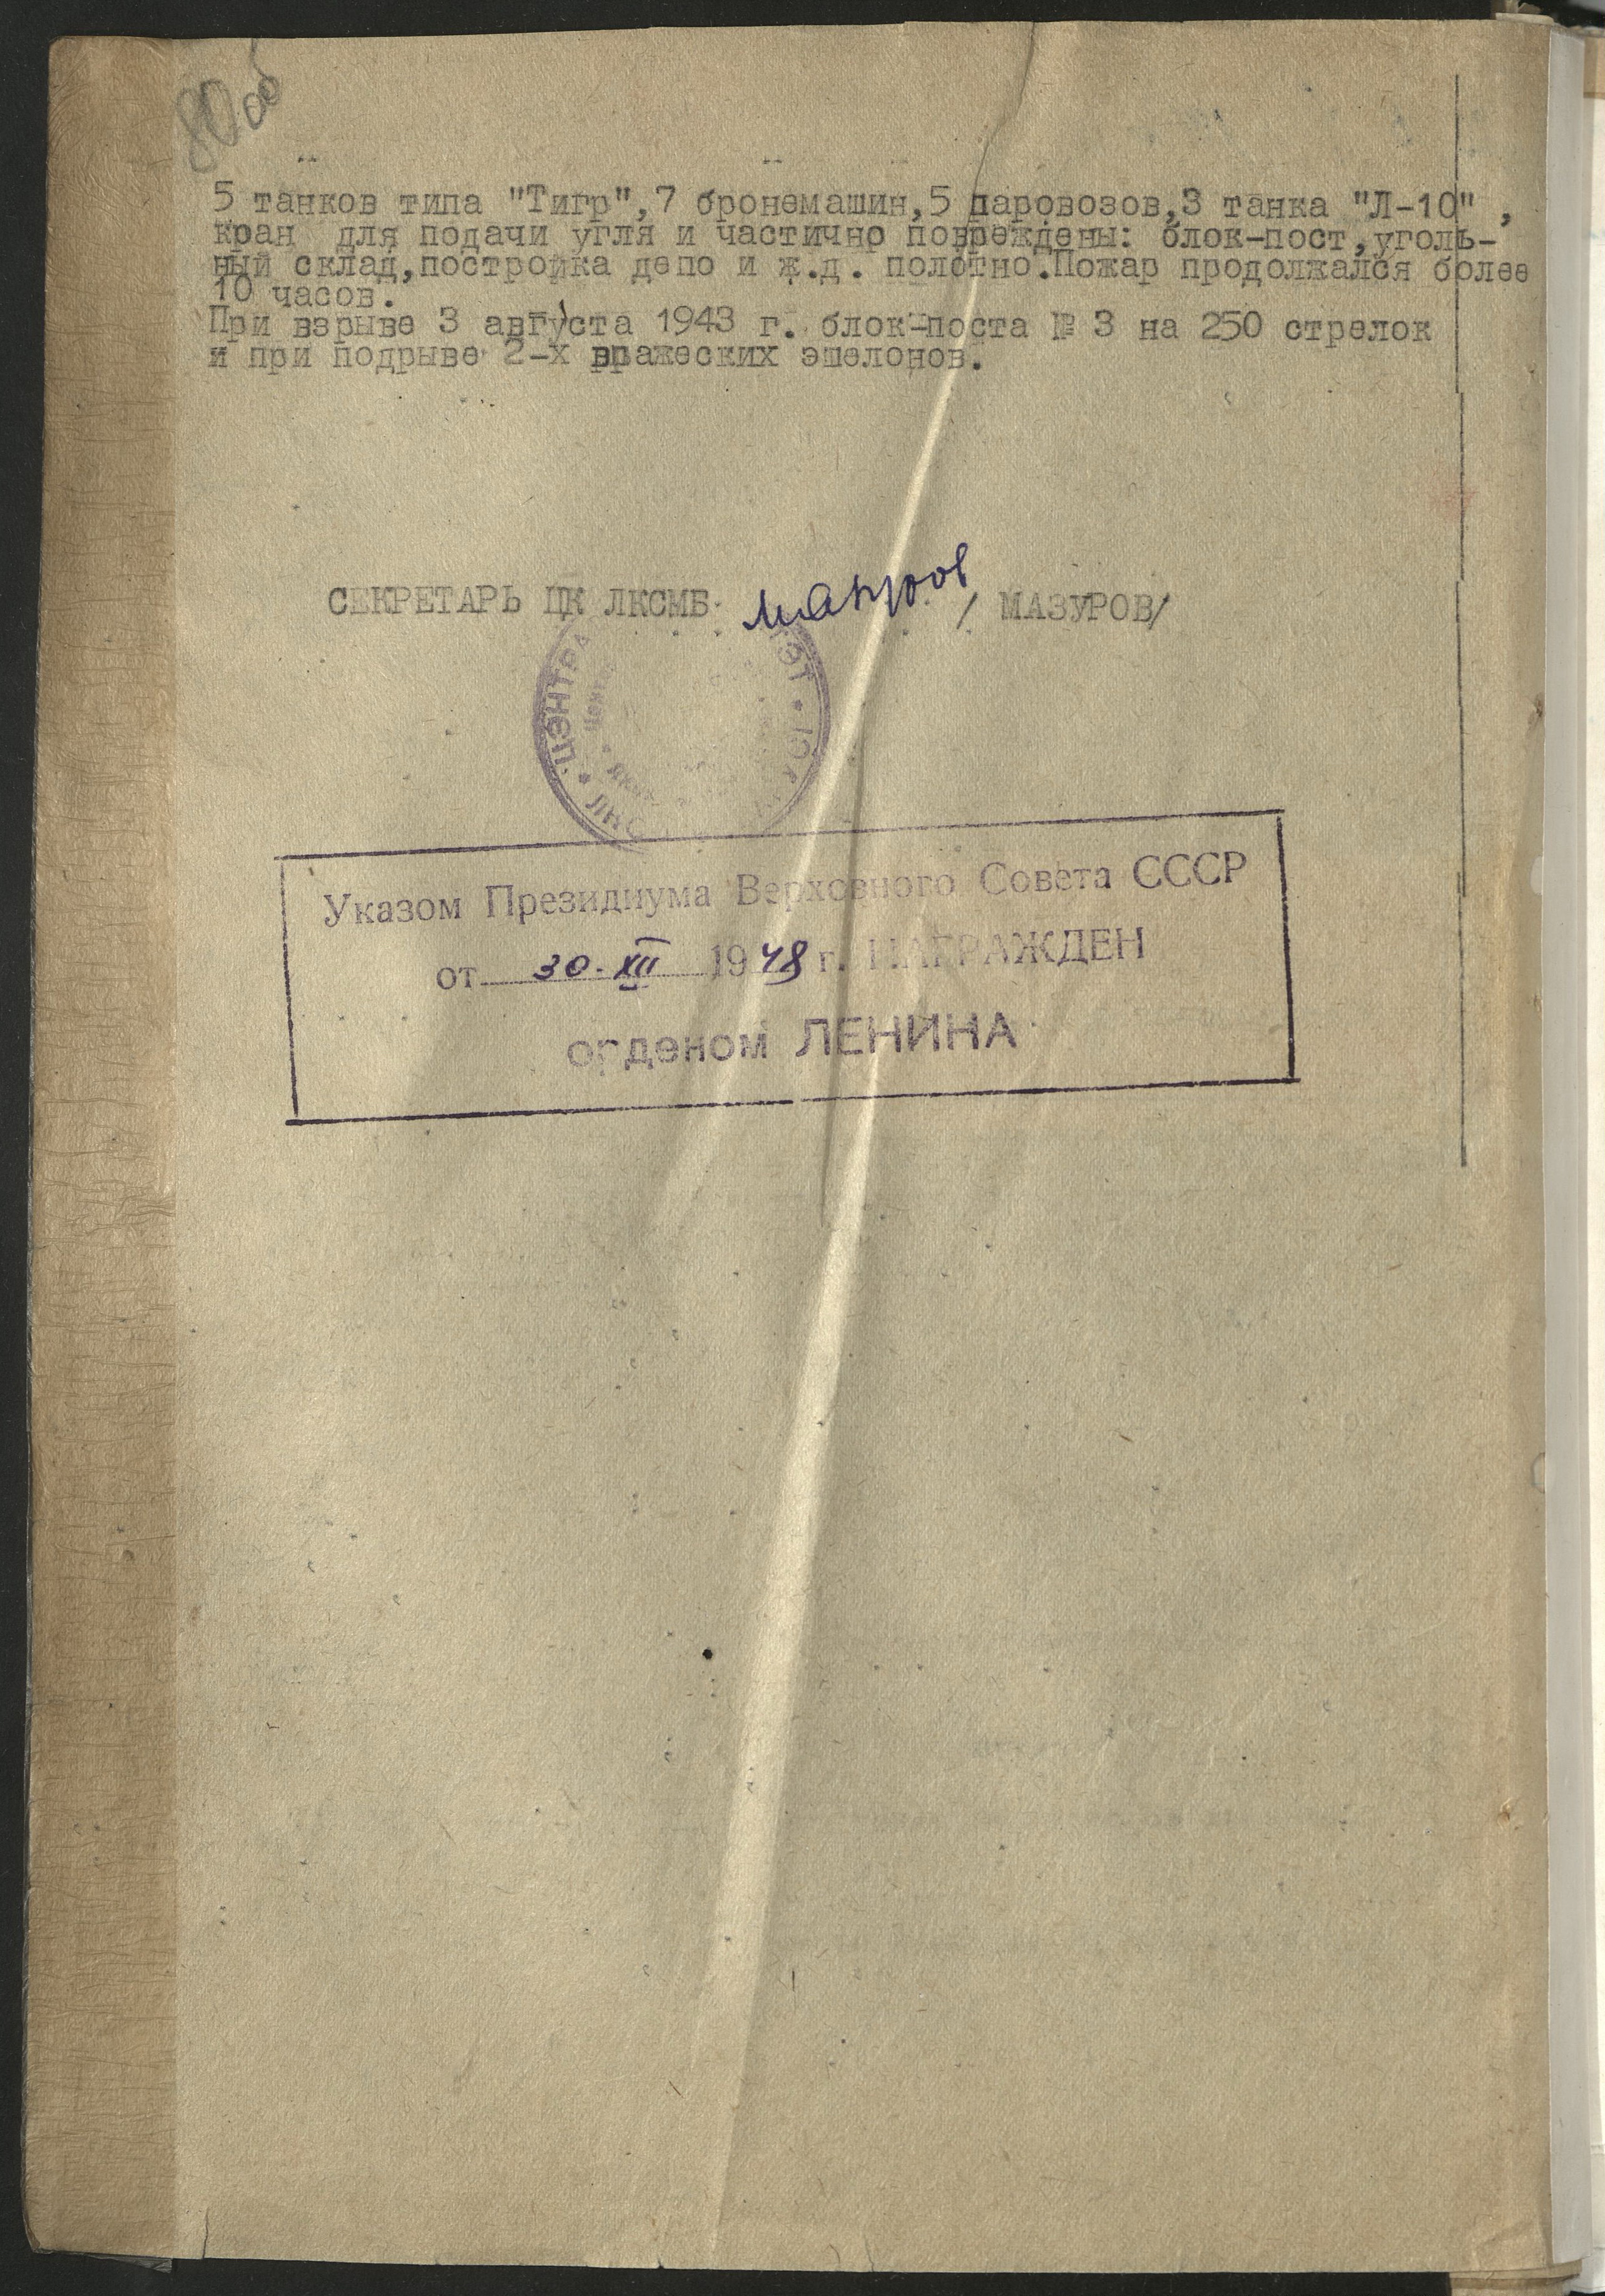 80об
5 танков типа "Тигр",7 бронемашин,5 паровозов,3 танка "Л-10" ,
кран для подачи угля и частично повреждены: блок-пост,уголь-
ный склад,постройка депо и ж.д. полотно.Пожар продолжался более
10 часов.
При взрыве 3 августа 1943 г. блок-поста № 3 на 250 стрелок
и при подрыве 2-х вражеских эшелонов.
СЕКРЕТАРЬ ЦК ЛКСМБ Мазуров / МАЗУРОВ/
Указом Президиума Верховного Совета СССР
от 30. XII 1948 г. НАГРАЖДЕН
орденом ЛЕНИНА